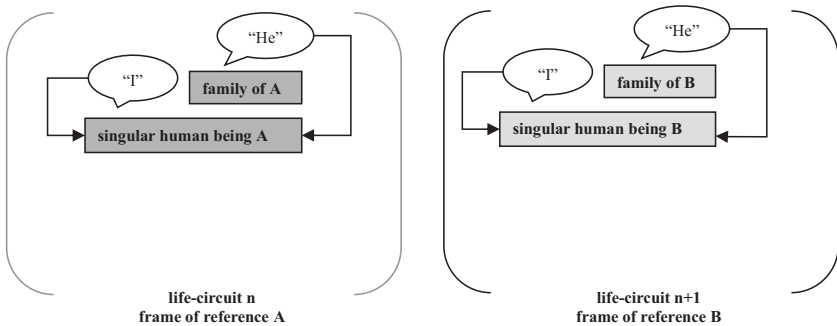 “He”
“I”
family of A
singular human being A
life-circuit n
frame of reference A
“He”
“I”
family of B
singular human being B
life-circuit n+1
frame of reference B